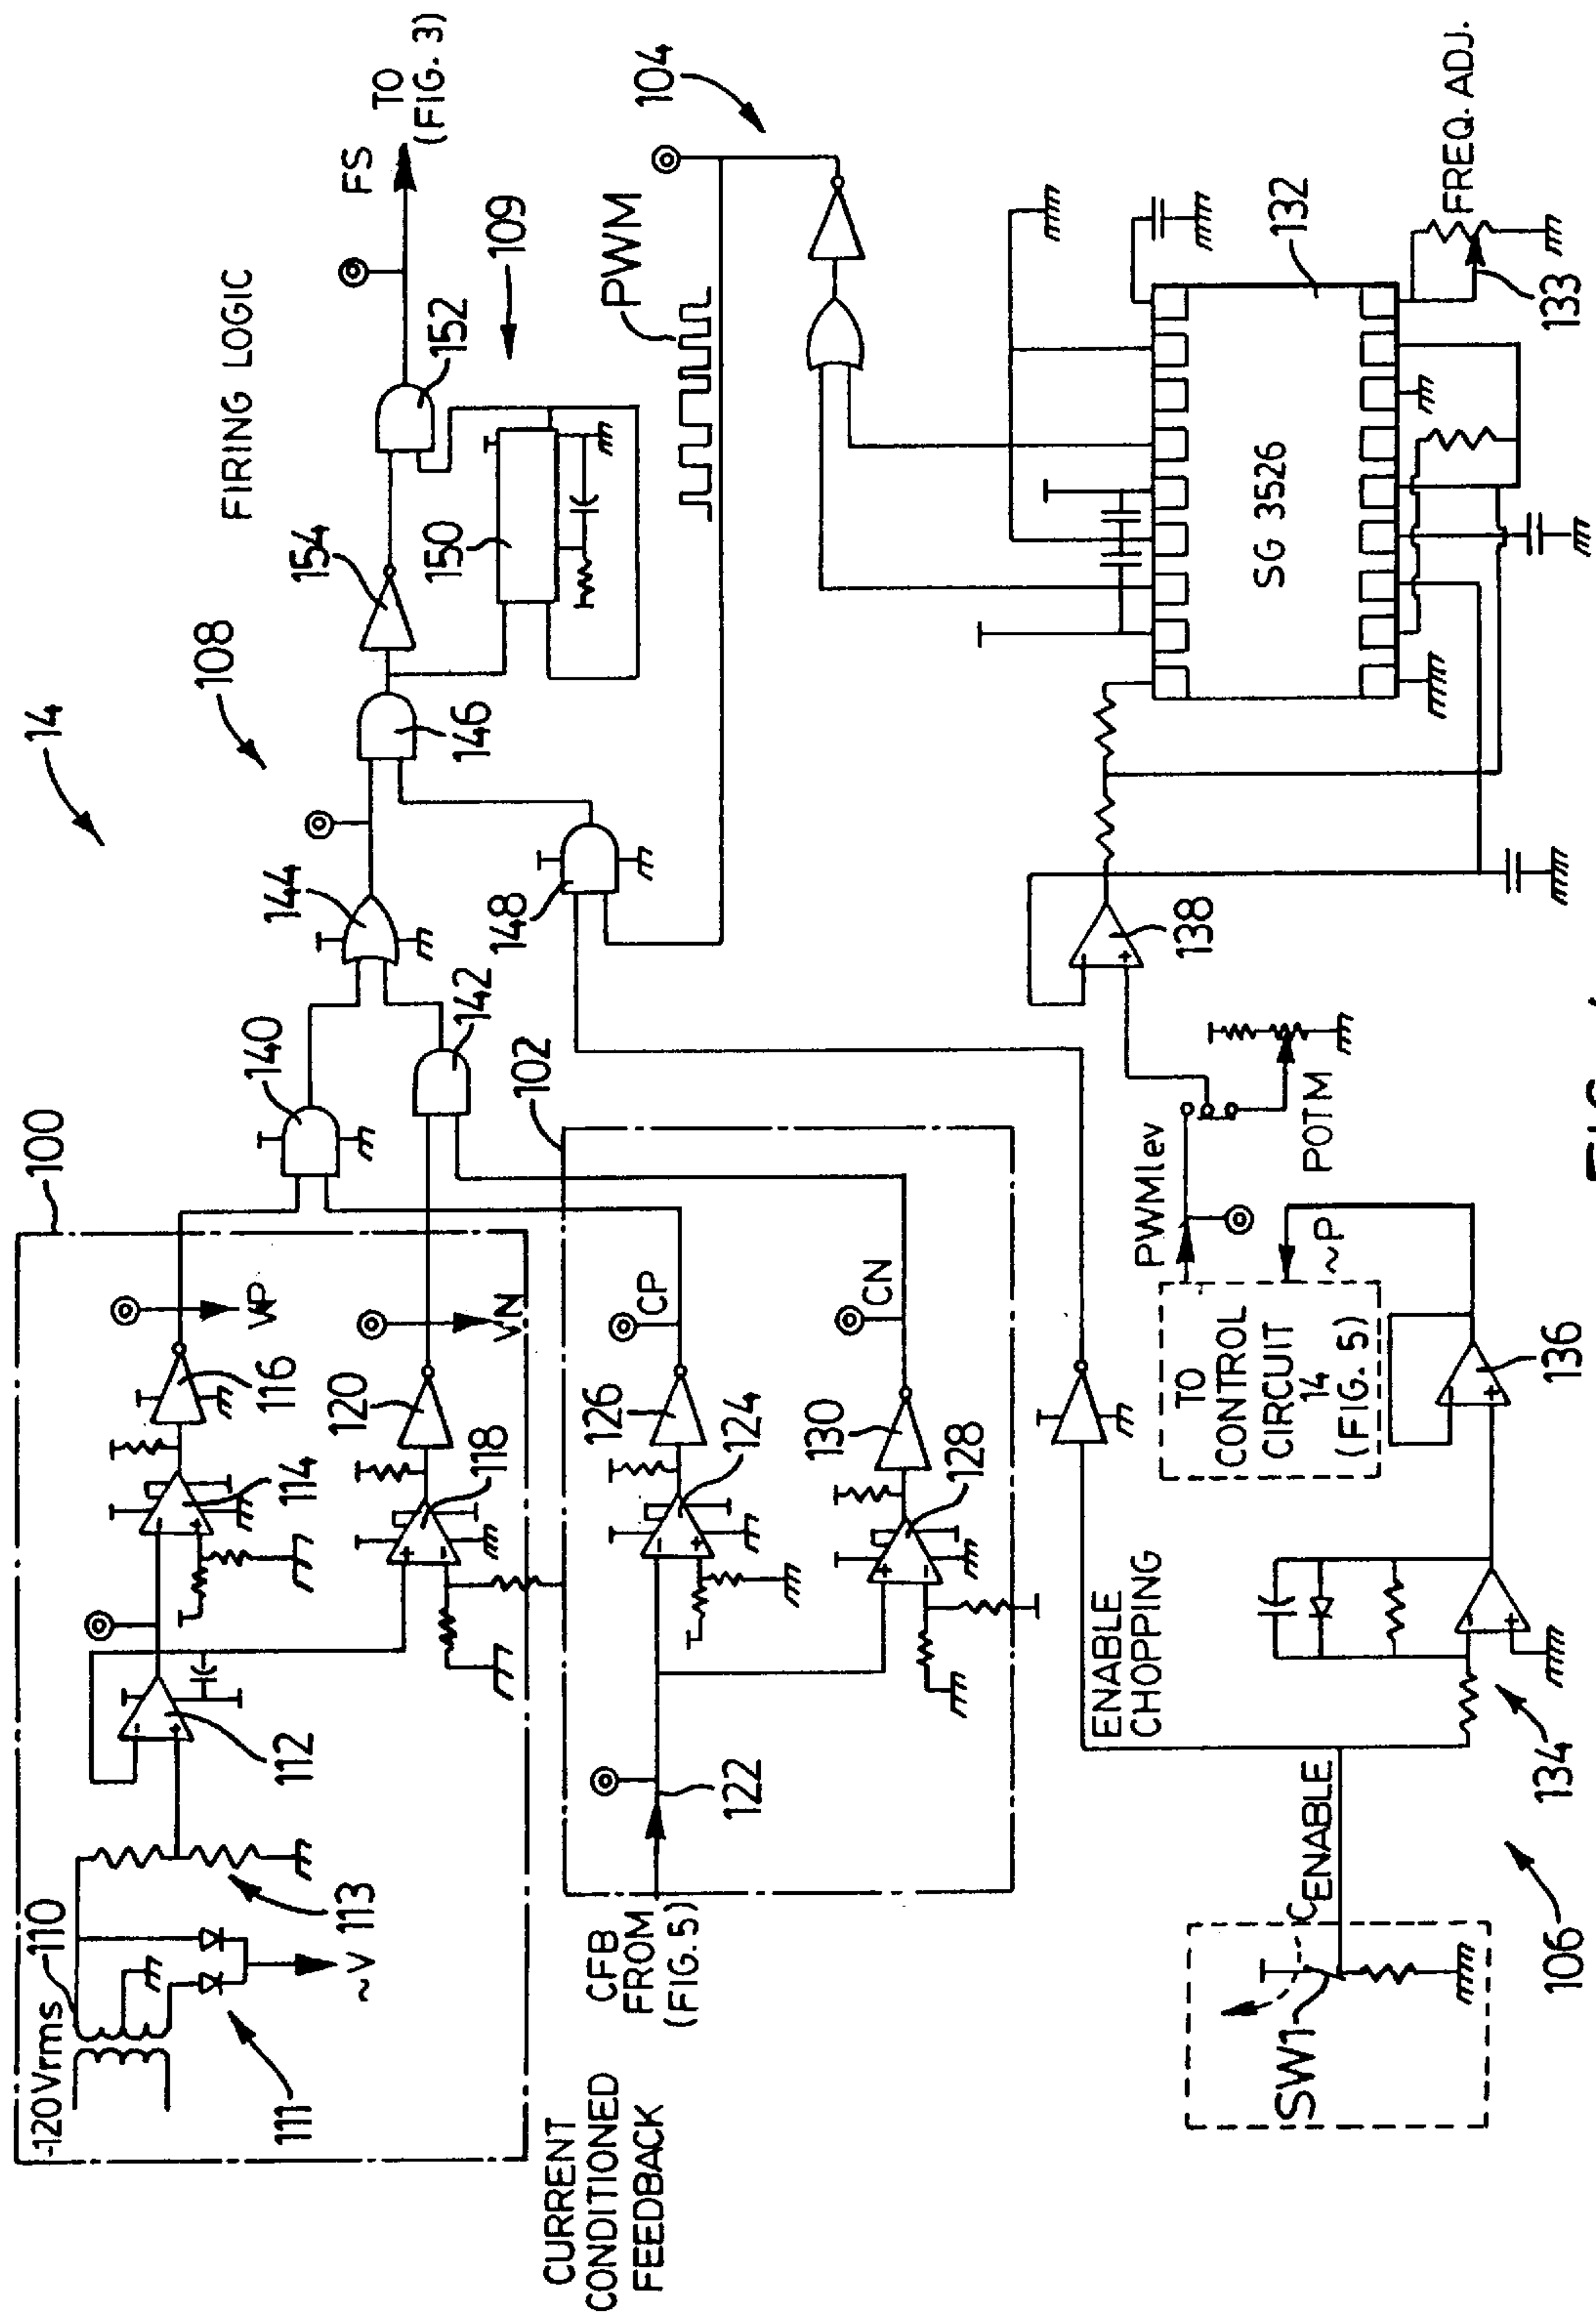 14
108
FIRING LOGIC
FS
TO
(FIG. 3)
109
100
110
-120Vrms
111
113
~V
112
114
116
VP
118
120
VN
140
142
144
146
148
154
150
152
PWM
104
CURRENT
CONDITIONED
FEEDBACK
CFB
FROM
(FIG. 5)
122
102
124
126
CP
128
130
CN
ENABLE
CHOPPING
106
SW1
CENABLE
134
136
TO
CONTROL
CIRCUIT
14
(FIG. 5)
~P
PWMlev
POT M
138
SG 3526
132
133
FREQ. ADJ.